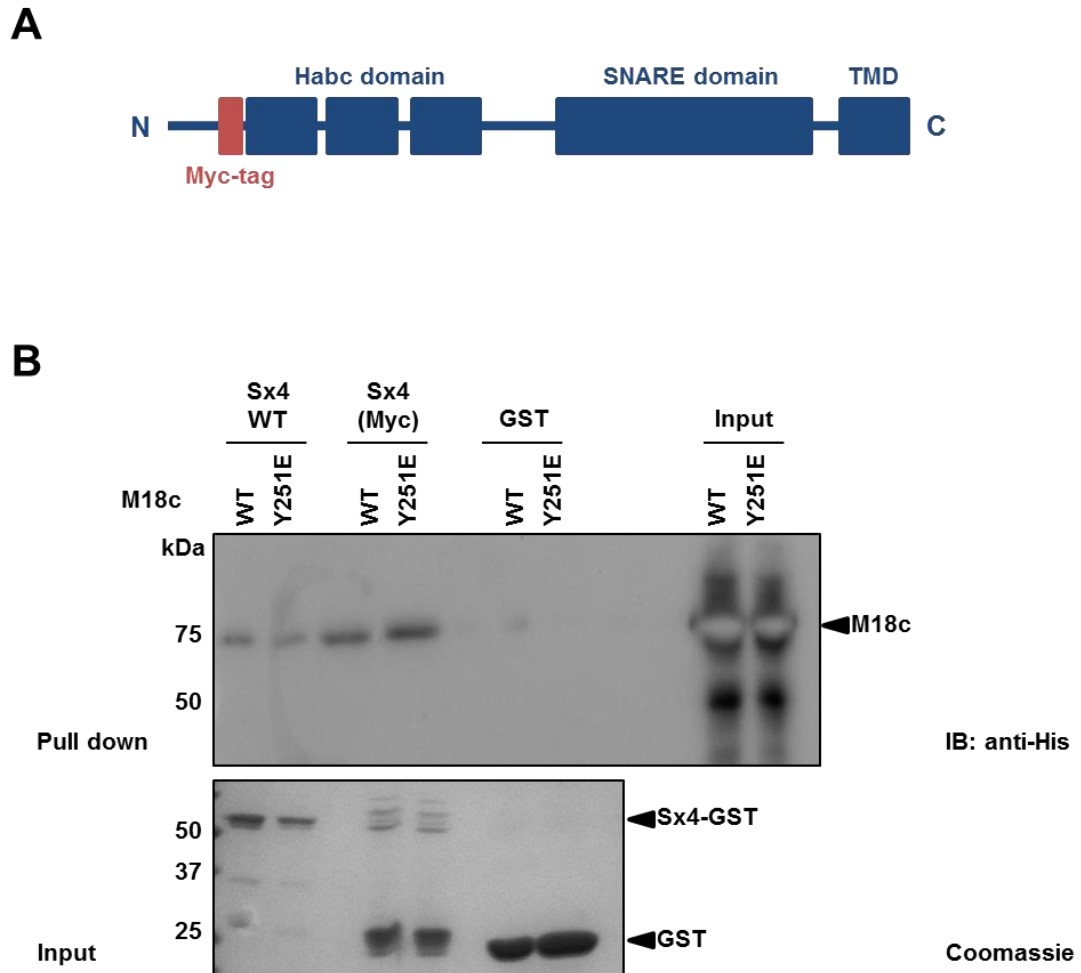 A
Habc domain
SNARE domain
TMD
N
C
Myc-tag
B
Sx4 WT
Sx4 (Myc)
GST
Input
M18c
WT
Y251E
WT
Y251E
WT
Y251E
WT
Y251E
kDa
75
50
M18c
Pull down
IB: anti-His
50
37
25
Sx4-GST
GST
Input
Coomassie